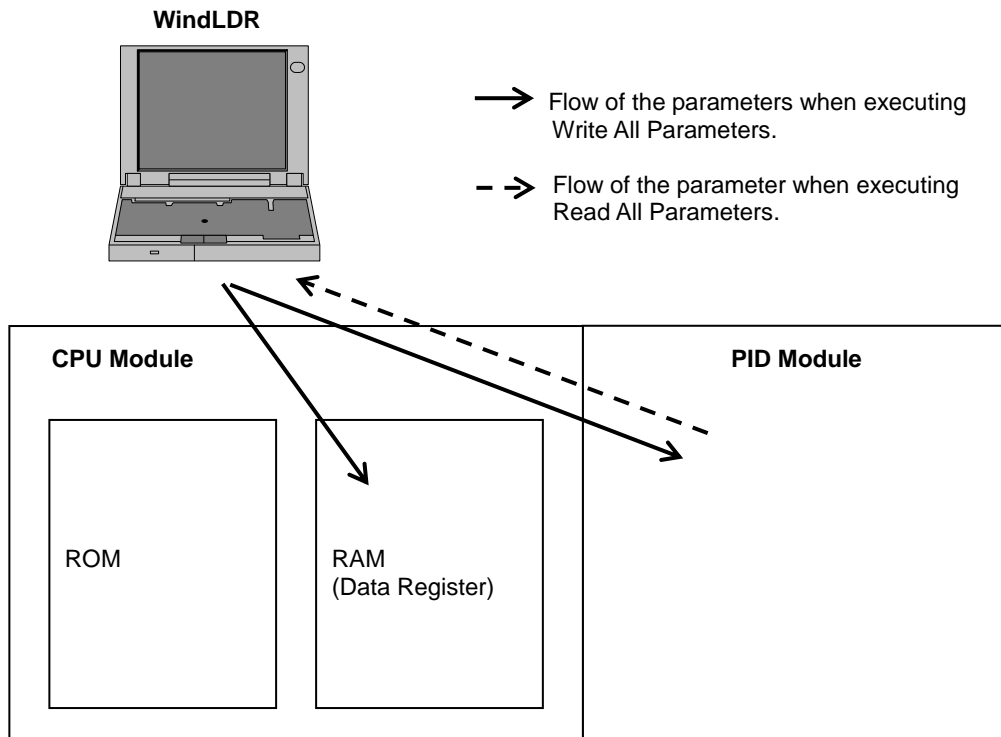 WindLDR
Flow of the parameters when executing
Write All Parameters.
Flow of the parameter when executing
Read All Parameters.
CPU Module
PID Module
ROM
RAM
(Data Register)